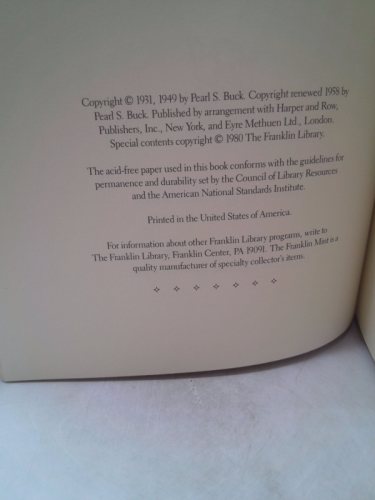 Copyright © 1931, 1949 by Pearl S. Buck. Copyright renewed 1958 by
Pearl S. Buck. Published by arrangement with Harper and Row,
Publishers, Inc., New York, and Eyre Methuen Ltd., London.
Special contents copyright © 1980 The Franklin Library.
The acid-free paper used in this book conforms with the guidelines for
permanence and durability set by the Council of Library Resources
and the American National Standards Institute.
Printed in the United States of America.
For information about other Franklin Library programs, write to
The Franklin Library, Franklin Center, PA 19091. The Franklin Mint is a
quality manufacturer of specialty collector's items.